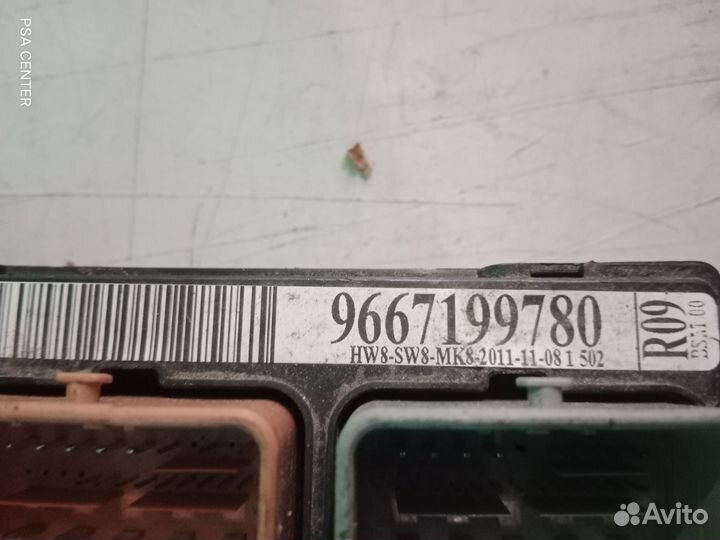 PSA CENTER
9667199780
HW8-SW8-MK8-2011-11-08 1 502
R09
Avito